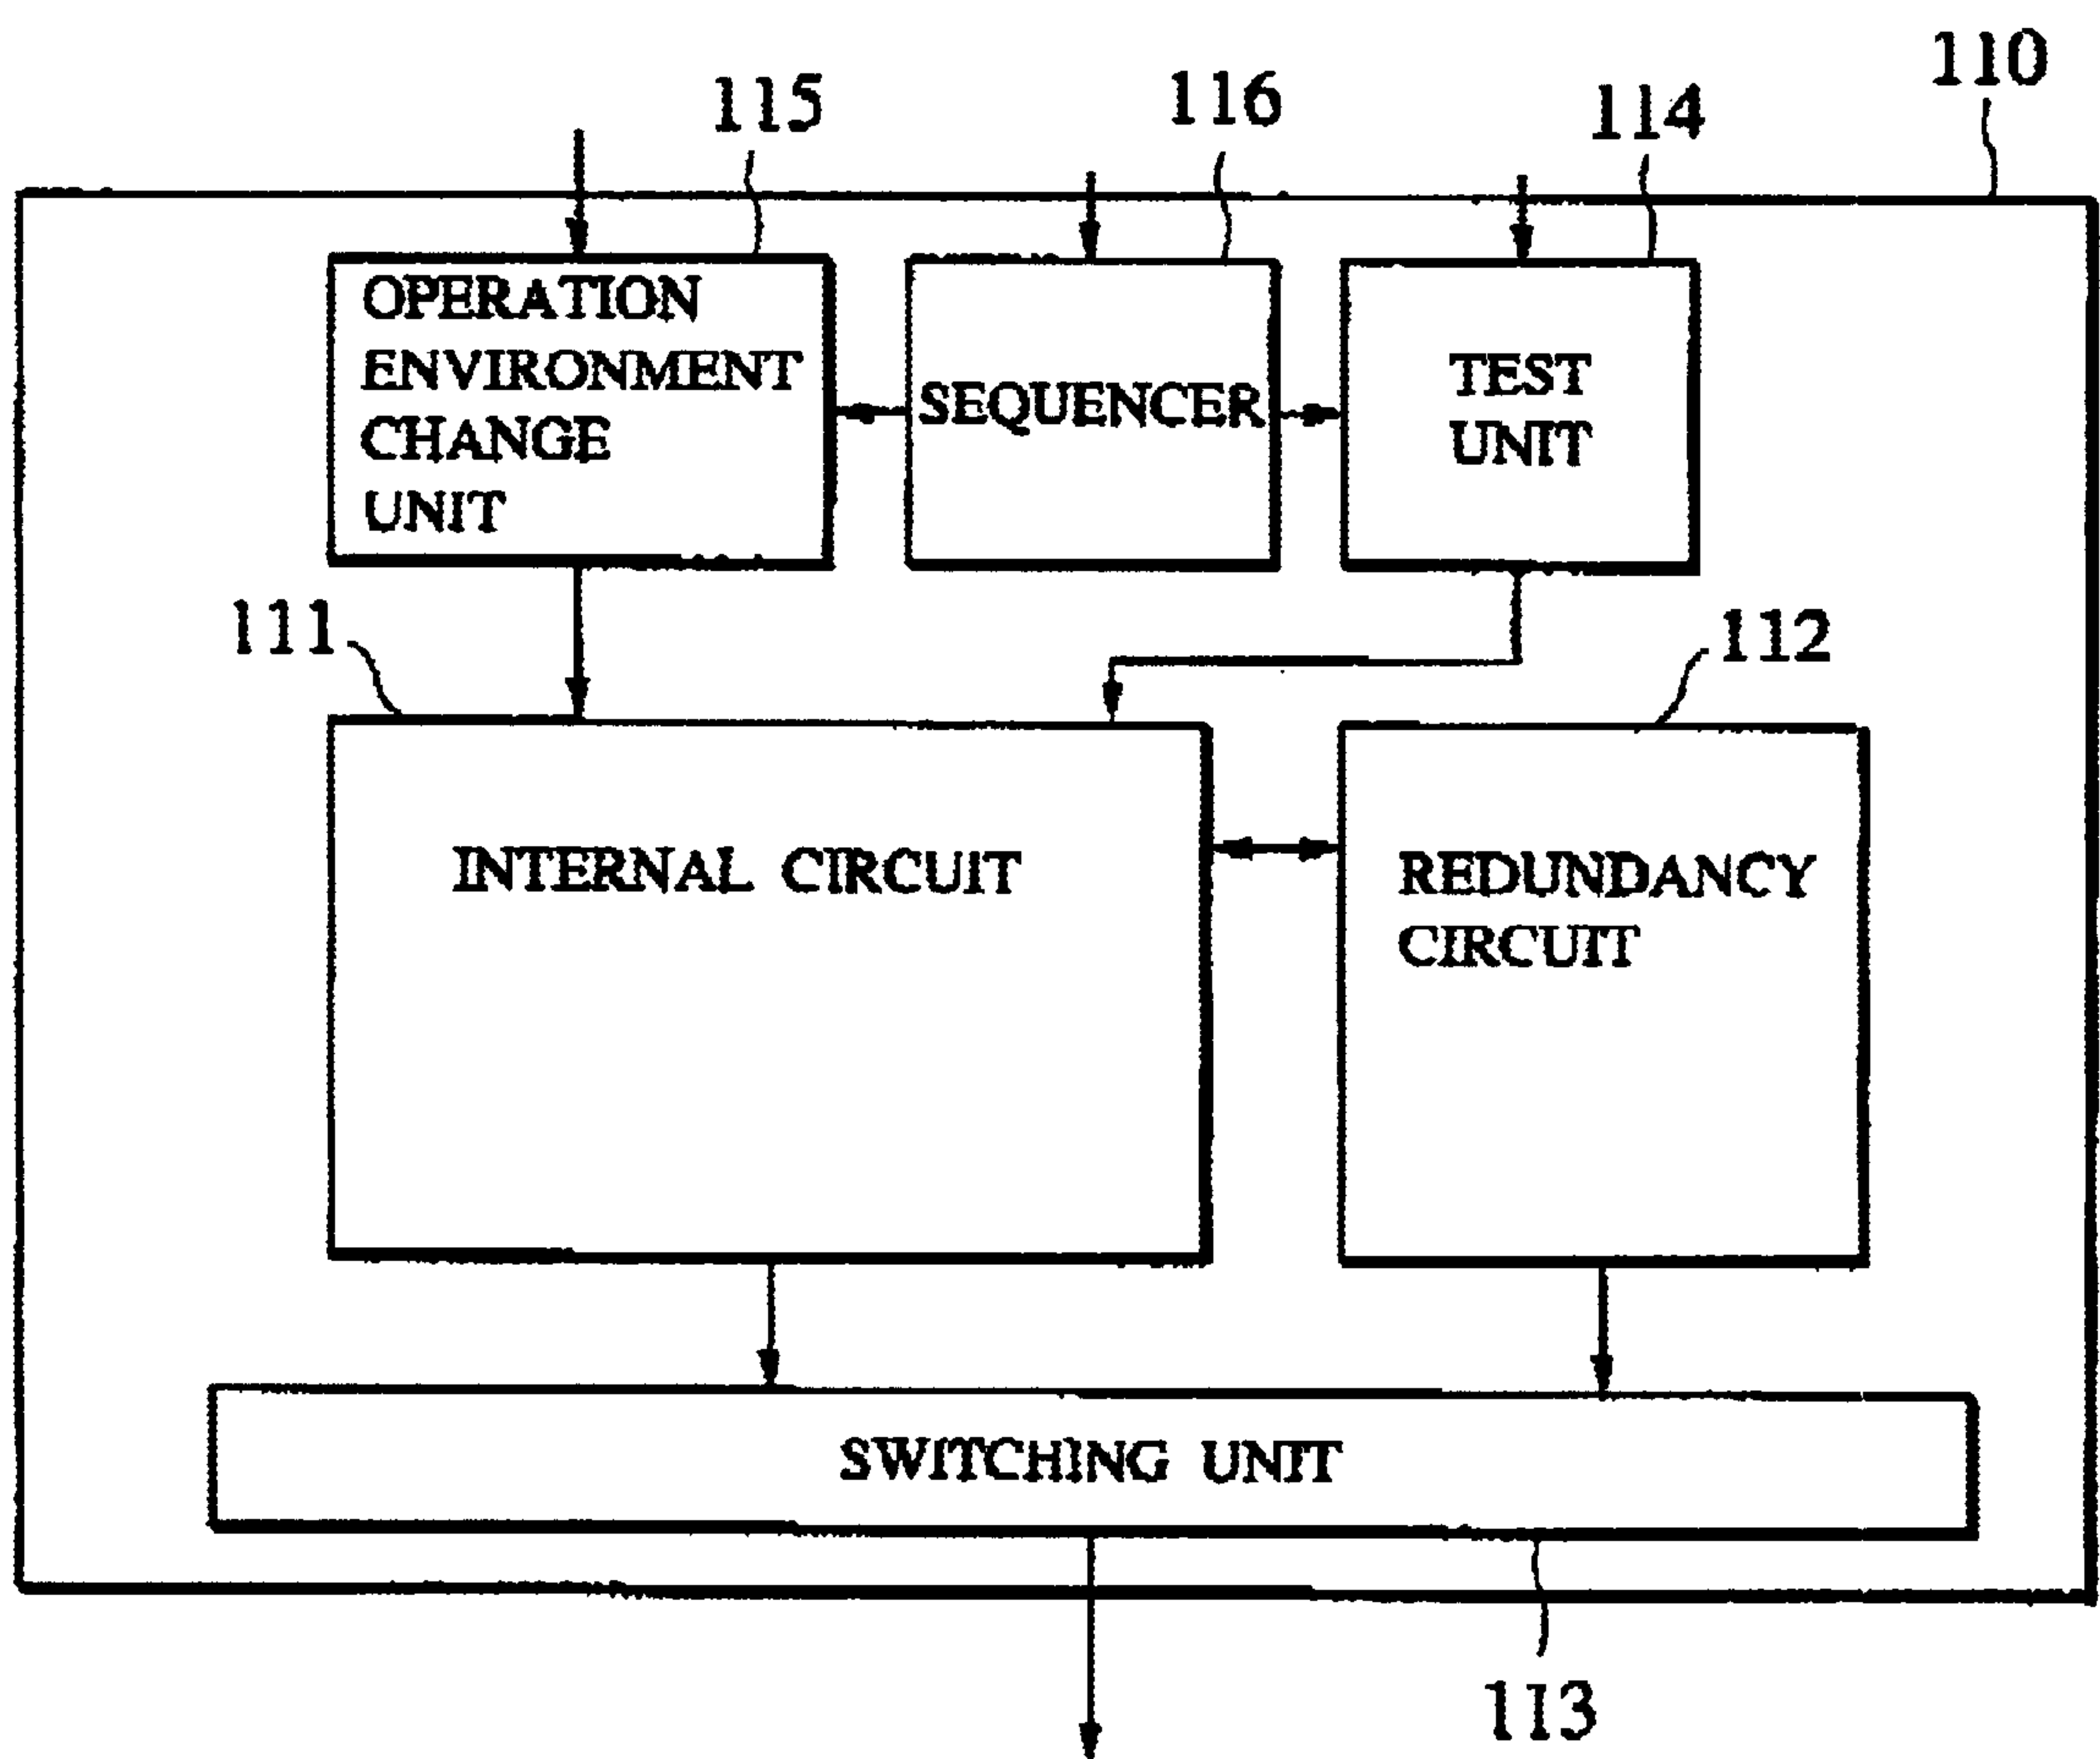 110
115
116
114
OPERATION
ENVIRONMENT
CHANGE
UNIT
SEQUENCER
TEST
UNIT
111
112
INTERNAL CIRCUIT
REDUNDANCY
CIRCUIT
SWITCHING UNIT
113